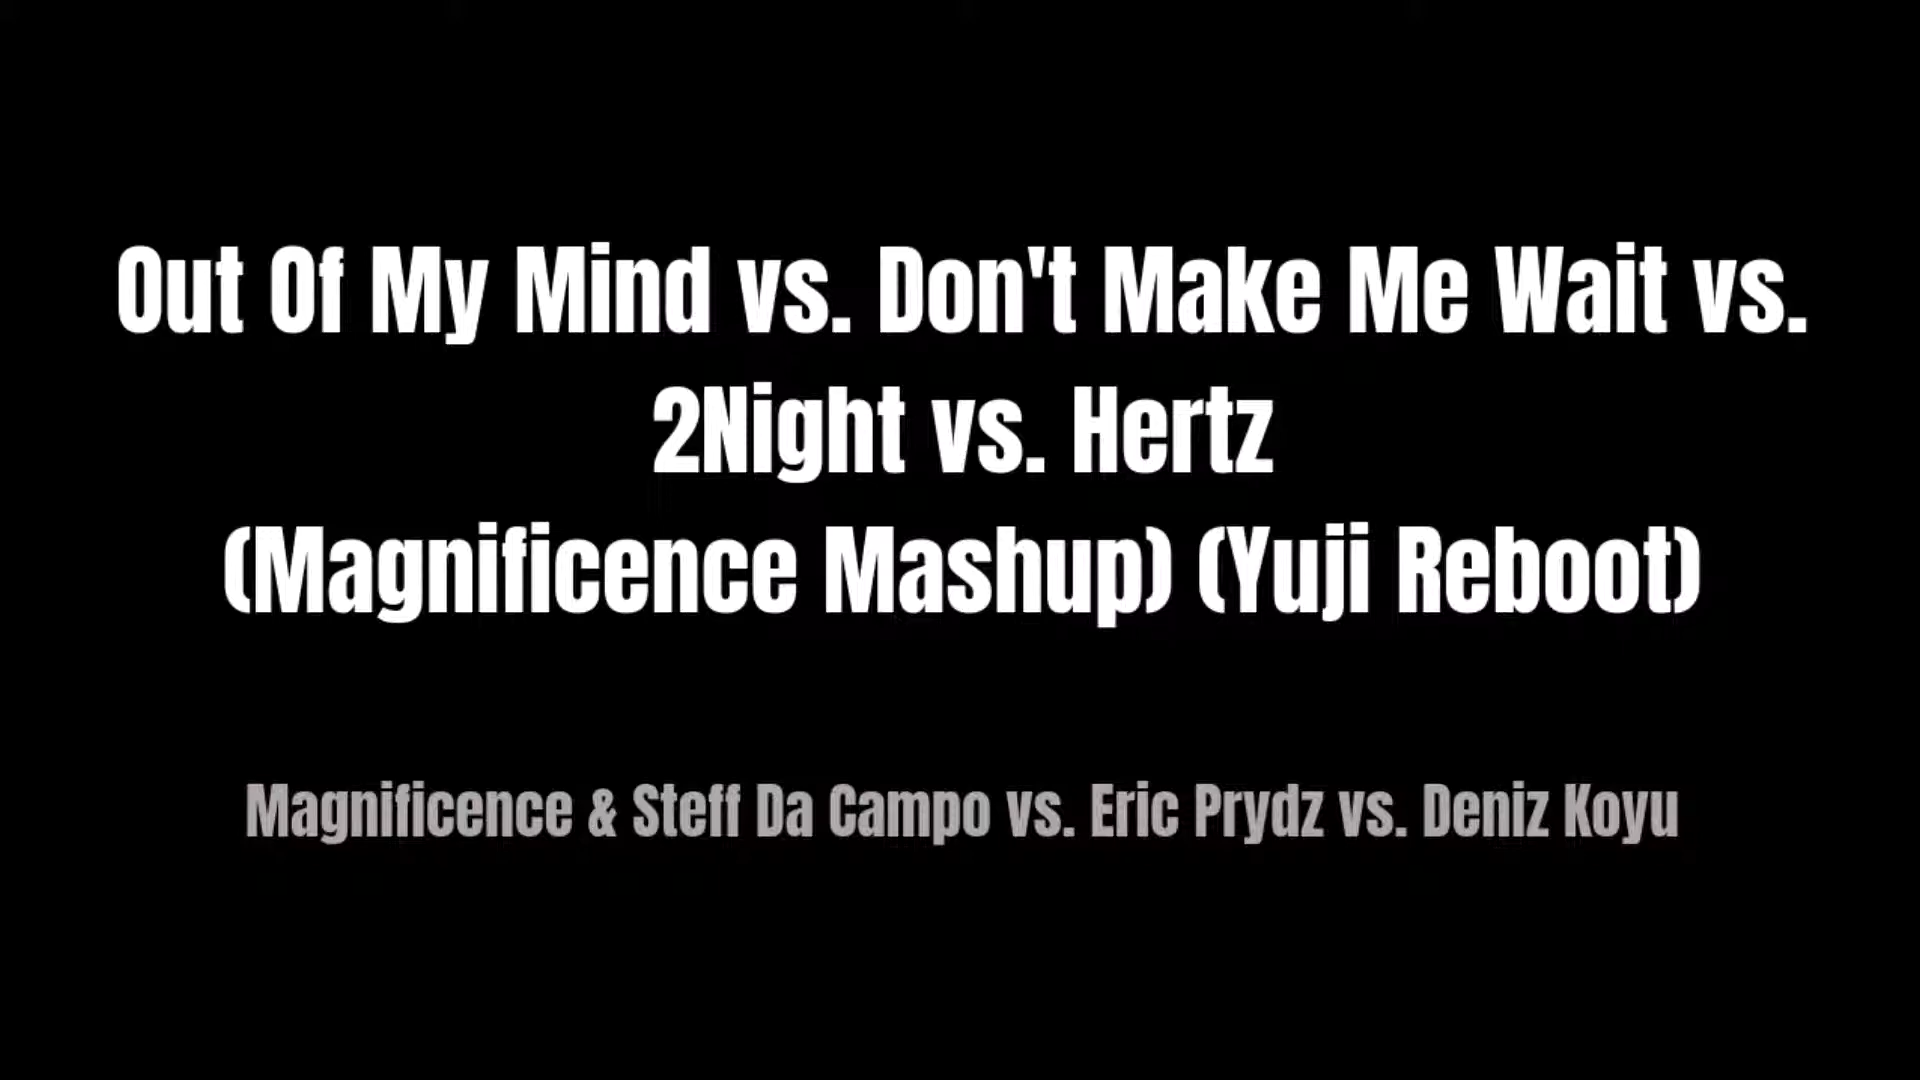 Out Of My Mind vs. Don't Make Me Wait vs.
2Night vs. Hertz
(Magnificence Mashup) (Yuji Reboot)
Magnificence & Steff Da Campo vs. Eric Prydz vs. Deniz Koyu